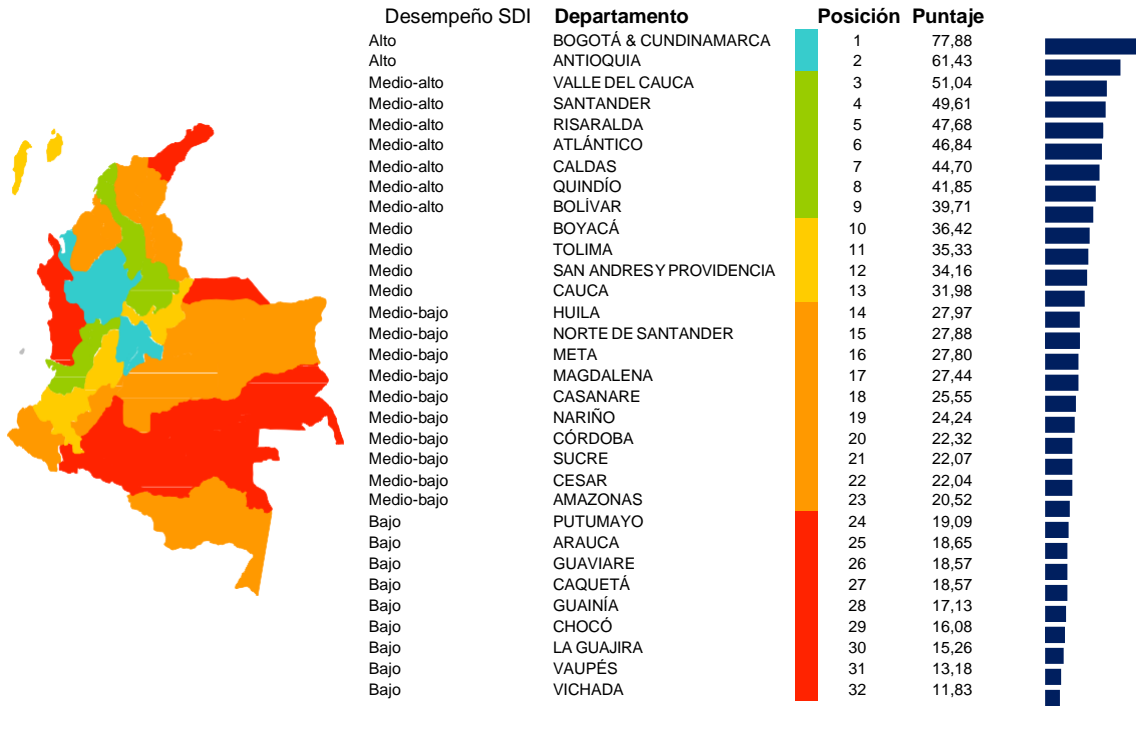 Desempeño SDI Departamento Posición Puntaje
Alto BOGOTÁ & CUNDINAMARCA 1 77,88
Alto ANTIOQUIA 2 61,43
Medio-alto VALLE DEL CAUCA 3 51,04
Medio-alto SANTANDER 4 49,61
Medio-alto RISARALDA 5 47,68
Medio-alto ATLÁNTICO 6 46,84
Medio-alto CALDAS 7 44,70
Medio-alto QUINDÍO 8 41,85
Medio-alto BOLÍVAR 9 39,71
Medio BOYACÁ 10 36,42
Medio TOLIMA 11 35,33
Medio SAN ANDRES Y PROVIDENCIA 12 34,16
Medio CAUCA 13 31,98
Medio-bajo HUILA 14 27,97
Medio-bajo NORTE DE SANTANDER 15 27,88
Medio-bajo META 16 27,80
Medio-bajo MAGDALENA 17 27,44
Medio-bajo CASANARE 18 25,55
Medio-bajo NARIÑO 19 24,24
Medio-bajo CÓRDOBA 20 22,32
Medio-bajo SUCRE 21 22,07
Medio-bajo CESAR 22 22,04
Medio-bajo AMAZONAS 23 20,52
Bajo PUTUMAYO 24 19,09
Bajo ARAUCA 25 18,65
Bajo GUAVIARE 26 18,57
Bajo CAQUETÁ 27 18,57
Bajo GUAINÍA 28 17,13
Bajo CHOCÓ 29 16,08
Bajo LA GUAJIRA 30 15,26
Bajo VAUPÉS 31 13,18
Bajo VICHADA 32 11,83